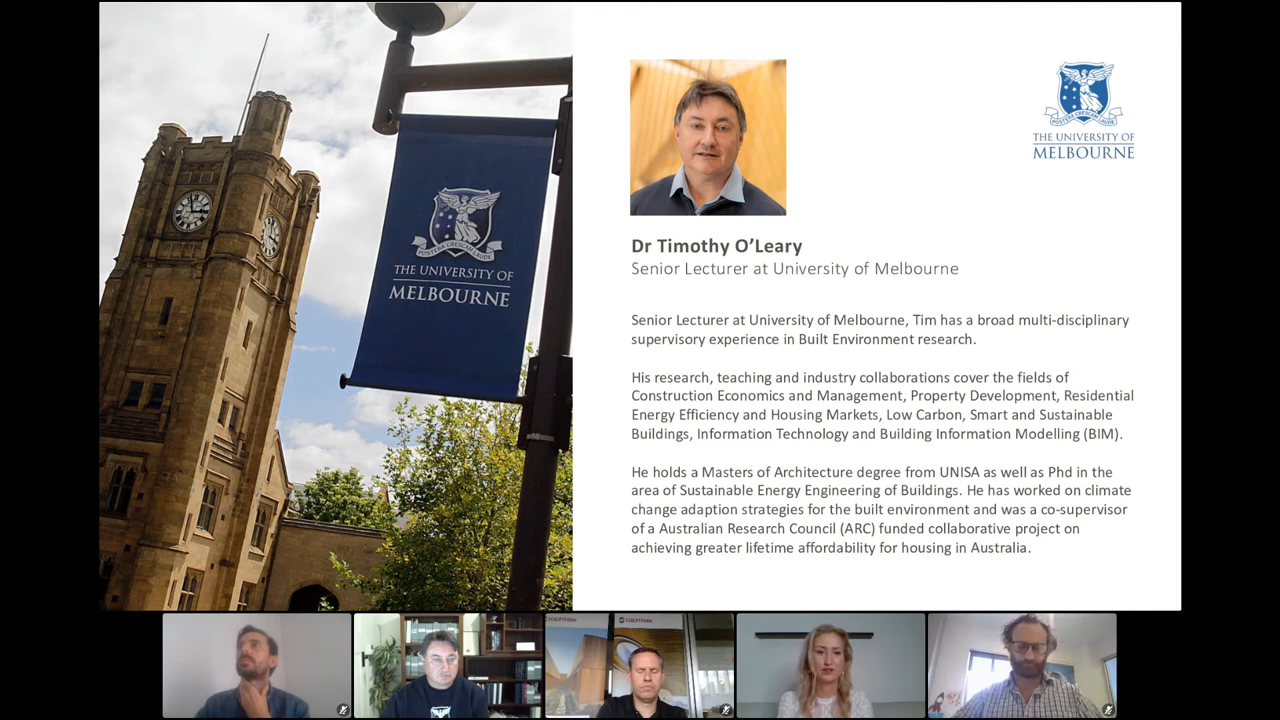 POSTERA CRESCAM LAUDE
THE UNIVERSITY OF
MELBOURNE
POSTERA CRESCAM LAUDE
THE UNIVERSITY OF
MELBOURNE
Dr Timothy O’Leary
Senior Lecturer at University of Melbourne
Senior Lecturer at University of Melbourne, Tim has a broad multi-disciplinary
supervisory experience in Built Environment research.
His research, teaching and industry collaborations cover the fields of
Construction Economics and Management, Property Development, Residential
Energy Efficiency and Housing Markets, Low Carbon, Smart and Sustainable
Buildings, Information Technology and Building Information Modelling (BIM).
He holds a Masters of Architecture degree from UNISA as well as Phd in the
area of Sustainable Energy Engineering of Buildings. He has worked on climate
change adaption strategies for the built environment and was a co-supervisor
of a Australian Research Council (ARC) funded collaborative project on
achieving greater lifetime affordability for housing in Australia.
SCULPTFORM
SCULPTFORM